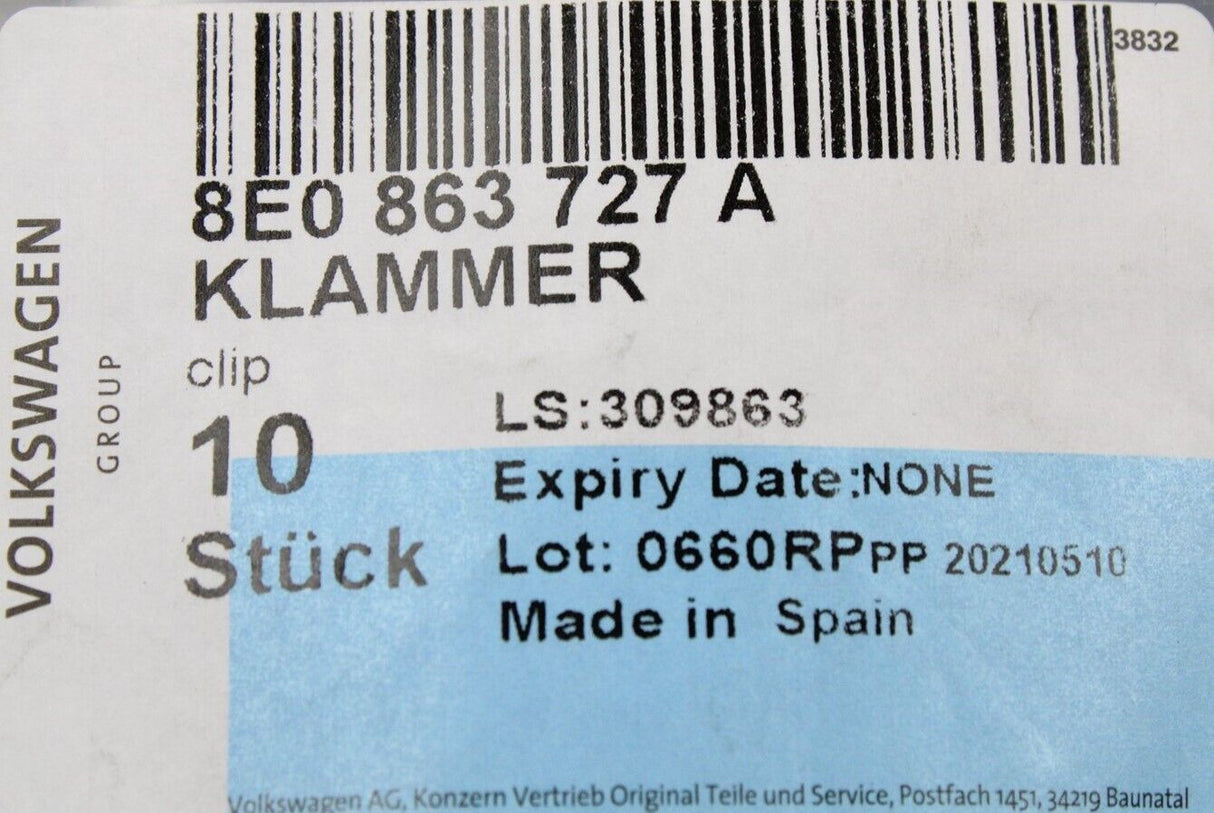 3832
8E0 863 727 A
KLAMMER
clip
10
Stück
LS:309863
Expiry Date:NONE
Lot: 0660RPPP 20210510
Made in Spain
VOLKSWAGEN
GROUP
Volkswagen AG, Konzern Vertrieb Original Teile und Service, Postfach 1451, 34219 Baunatal